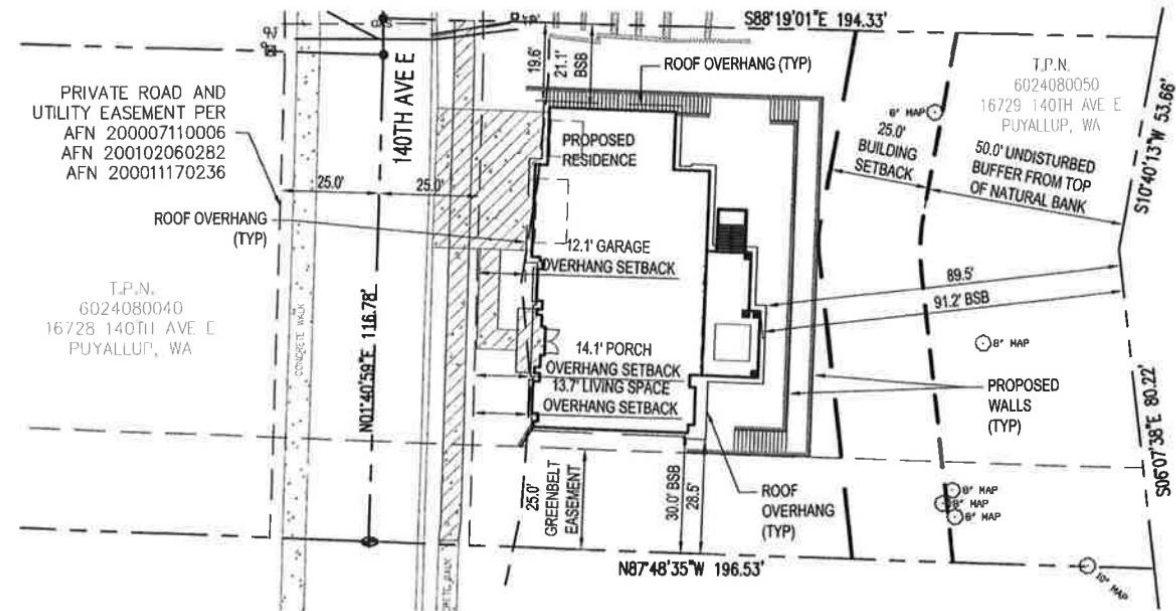 S88°19'01"E 194.33'
PRIVATE ROAD AND
UTILITY EASEMENT PER
AFN 200007110006
AFN 200102060282
AFN 200011170236
140TH AVE E
25.0'
25.0'
ROOF OVERHANG
(TYP)
T.P.N.
6024080040
16728 140TH AVE E
PUYALLUP, WA
CONCRETE WALK
N01°40'59"E 116.78'
19.6'
21.1'
BSB
ROOF OVERHANG (TYP)
PROPOSED
RESIDENCE
12.1' GARAGE
OVERHANG SETBACK
14.1' PORCH
OVERHANG SETBACK
13.7' LIVING SPACE
OVERHANG SETBACK
25.0'
GREENBELT
EASEMENT
30.0' BSB
28.5'
ROOF
OVERHANG
(TYP)
N87°48'35"W 196.53'
T.P.N.
6024080050
16729 140TH AVE E
PUYALLUP, WA
6" MAP
25.0'
BUILDING
SETBACK
50.0' UNDISTURBED
BUFFER FROM TOP
OF NATURAL BANK
S10°40'13"W 53.66'
89.5'
91.2' BSB
8" MAP
PROPOSED
WALLS
(TYP)
S06°07'38"E 80.22'
8" MAP
8" MAP
8" MAP
10" MAP